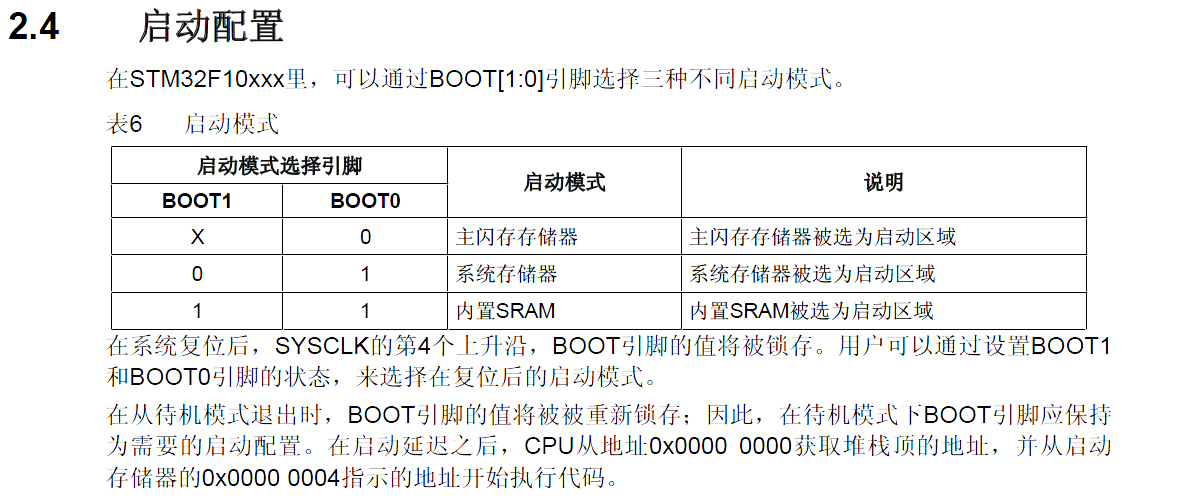 2.4 启动配置
在STM32F10xxx里，可以通过BOOT[1:0]引脚选择三种不同启动模式。
表6 启动模式
启动模式选择引脚 启动模式 说明
BOOT1 BOOT0
X 0 主闪存存储器 主闪存存储器被选为启动区域
0 1 系统存储器 系统存储器被选为启动区域
1 1 内置SRAM 内置SRAM被选为启动区域
在系统复位后，SYSCLK的第4个上升沿，BOOT引脚的值将被锁存。用户可以通过设置BOOT1
和BOOT0引脚的状态，来选择在复位后的启动模式。
在从待机模式退出时，BOOT引脚的值将被被重新锁存；因此，在待机模式下BOOT引脚应保持
为需要的启动配置。在启动延迟之后，CPU从地址0x0000 0000获取堆栈顶的地址，并从启动
存储器的0x0000 0004指示的地址开始执行代码。